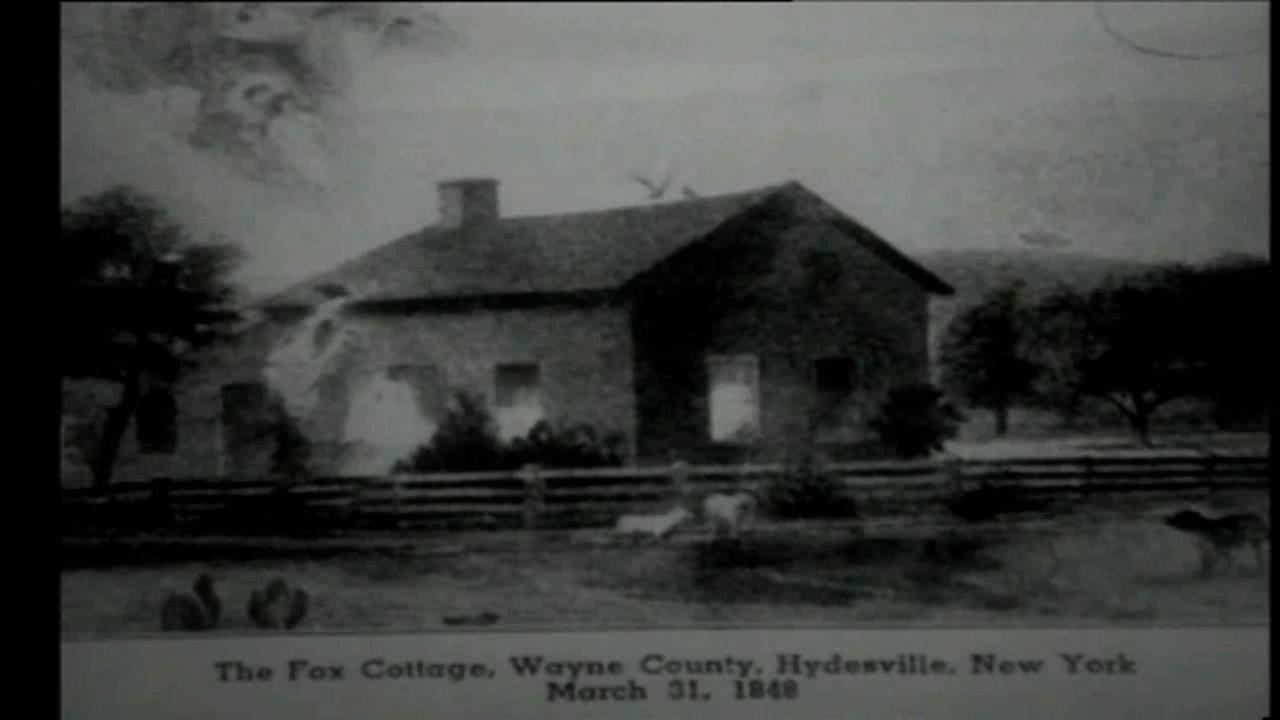 The Fox Cottage, Wayne County, Hydesville, New York
March 31, 1848